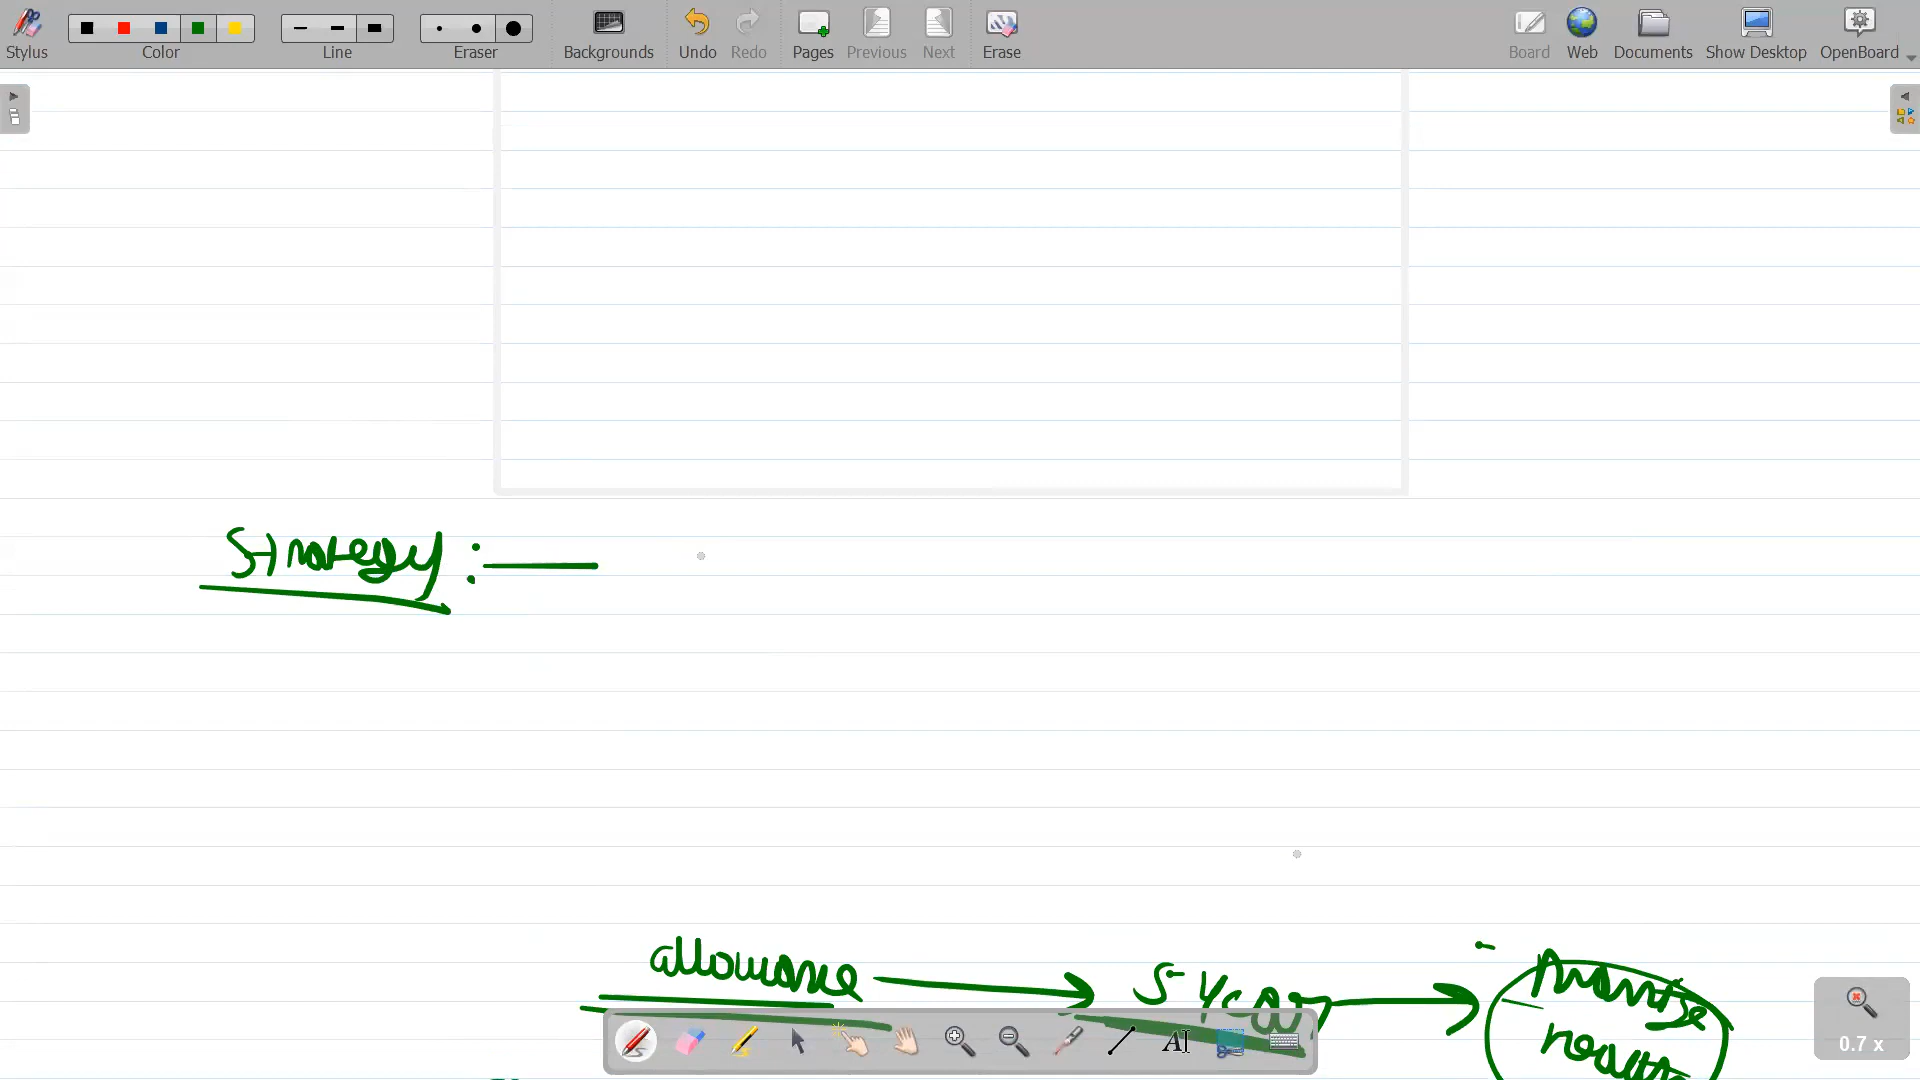 Stylus
Color
Line
Eraser
Backgrounds
Undo
Redo
Pages
Previous
Next
Erase
Board
Web
Documents
Show Desktop
OpenBoard
Strategy :—
allowance → 5 Year →
AI
0.7 x